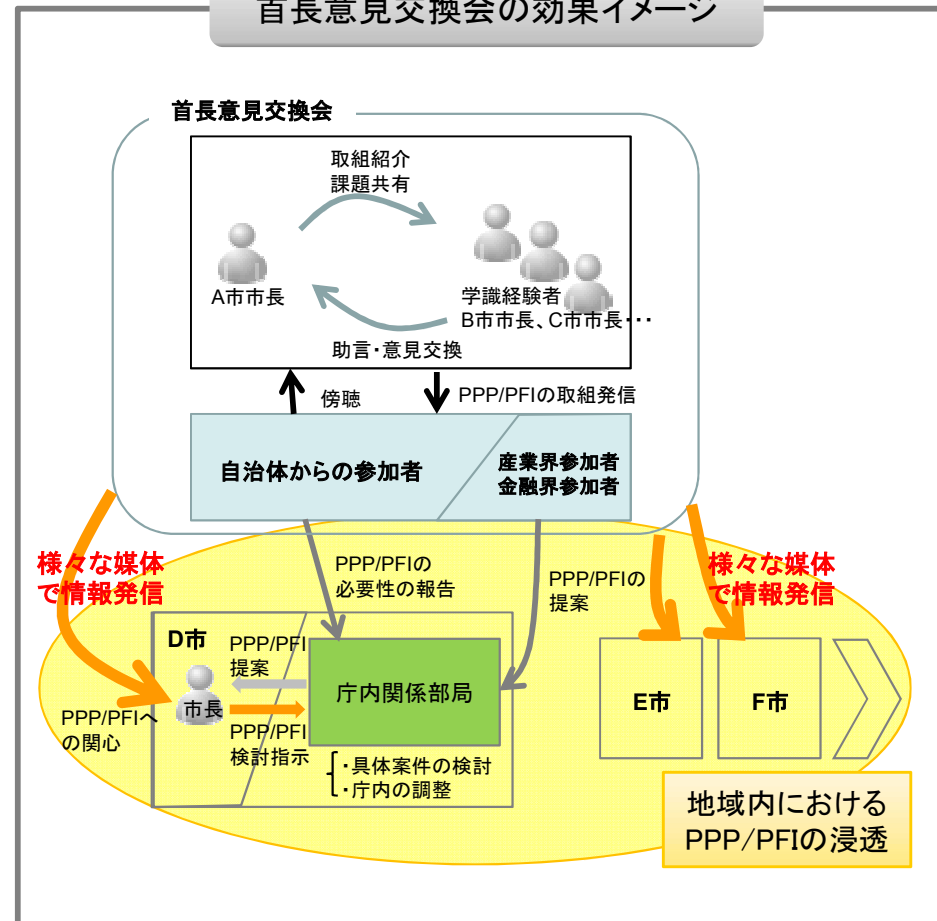 首長意見交換会の効果イメージ
首長意見交換会
取組紹介
課題共有
A市市長
学識経験者
B市市長、C市市長・・・
助言・意見交換
傍聴
PPP/PFIの取組発信
自治体からの参加者
産業界参加者
金融界参加者
様々な媒体
で情報発信
PPP/PFIの
必要性の報告
PPP/PFIの
提案
様々な媒体
で情報発信
D市
PPP/PFI
提案
市長
庁内関係部局
PPP/PFIへ
の関心
PPP/PFI
検討指示
・具体案件の検討
・庁内の調整
E市
F市
地域内における
PPP/PFIの浸透